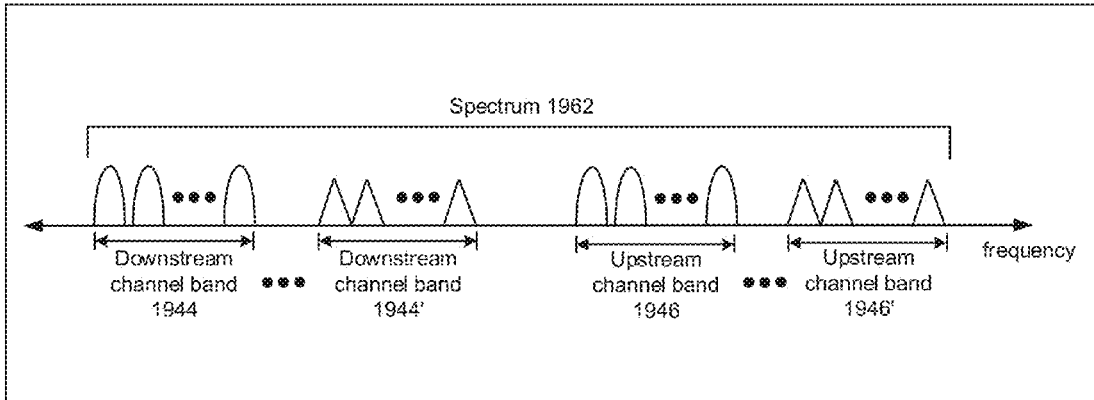 Spectrum 1962
frequency
Downstream
channel band
1944
Downstream
channel band
1944'
Upstream
channel band
1946
Upstream
channel band
1946'